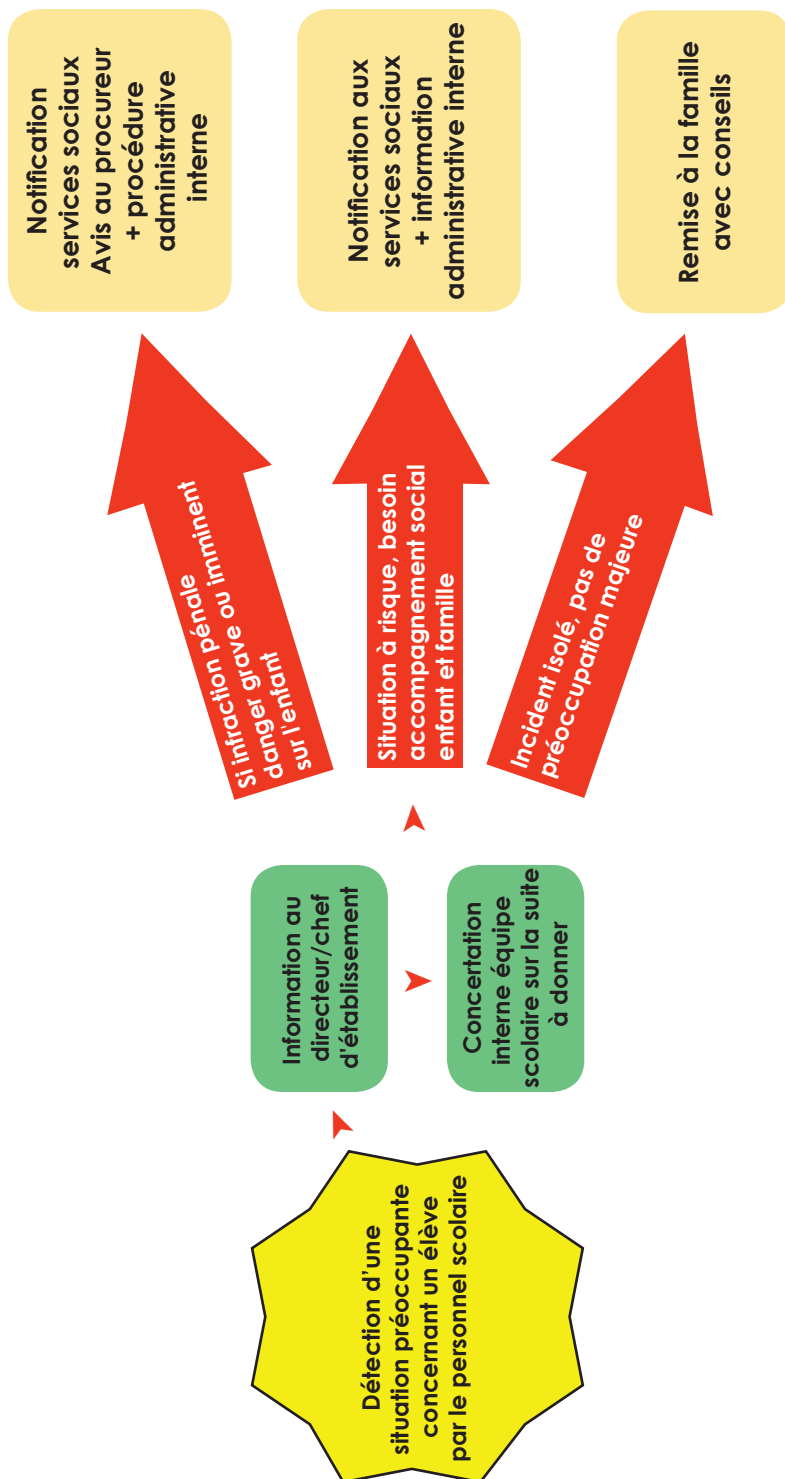 Détection d'une
situation préoccupante
concernant un élève
par le personnel scolaire
Information au
directeur/chef
d'établissement
Concertation
interne équipe
scolaire sur la suite
à donner
Si infraction pénale
danger grave ou imminent
sur l'enfant
Situation à risque, besoin
accompagnement social
enfant et famille
Incident isolé, pas de
préoccupation majeure
Notification
services sociaux
Avis au procureur
+ procédure
administrative
interne
Notification aux
services sociaux
+ information
administrative interne
Remise à la famille
avec conseils